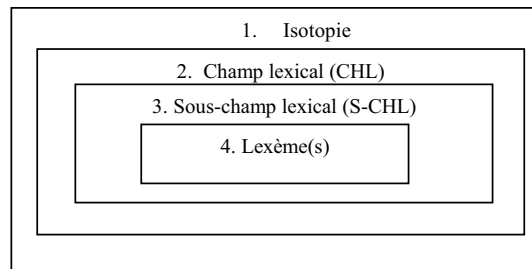 1. Isotopie
2. Champ lexical (CHL)
3. Sous-champ lexical (S-CHL)
4. Lexème(s)